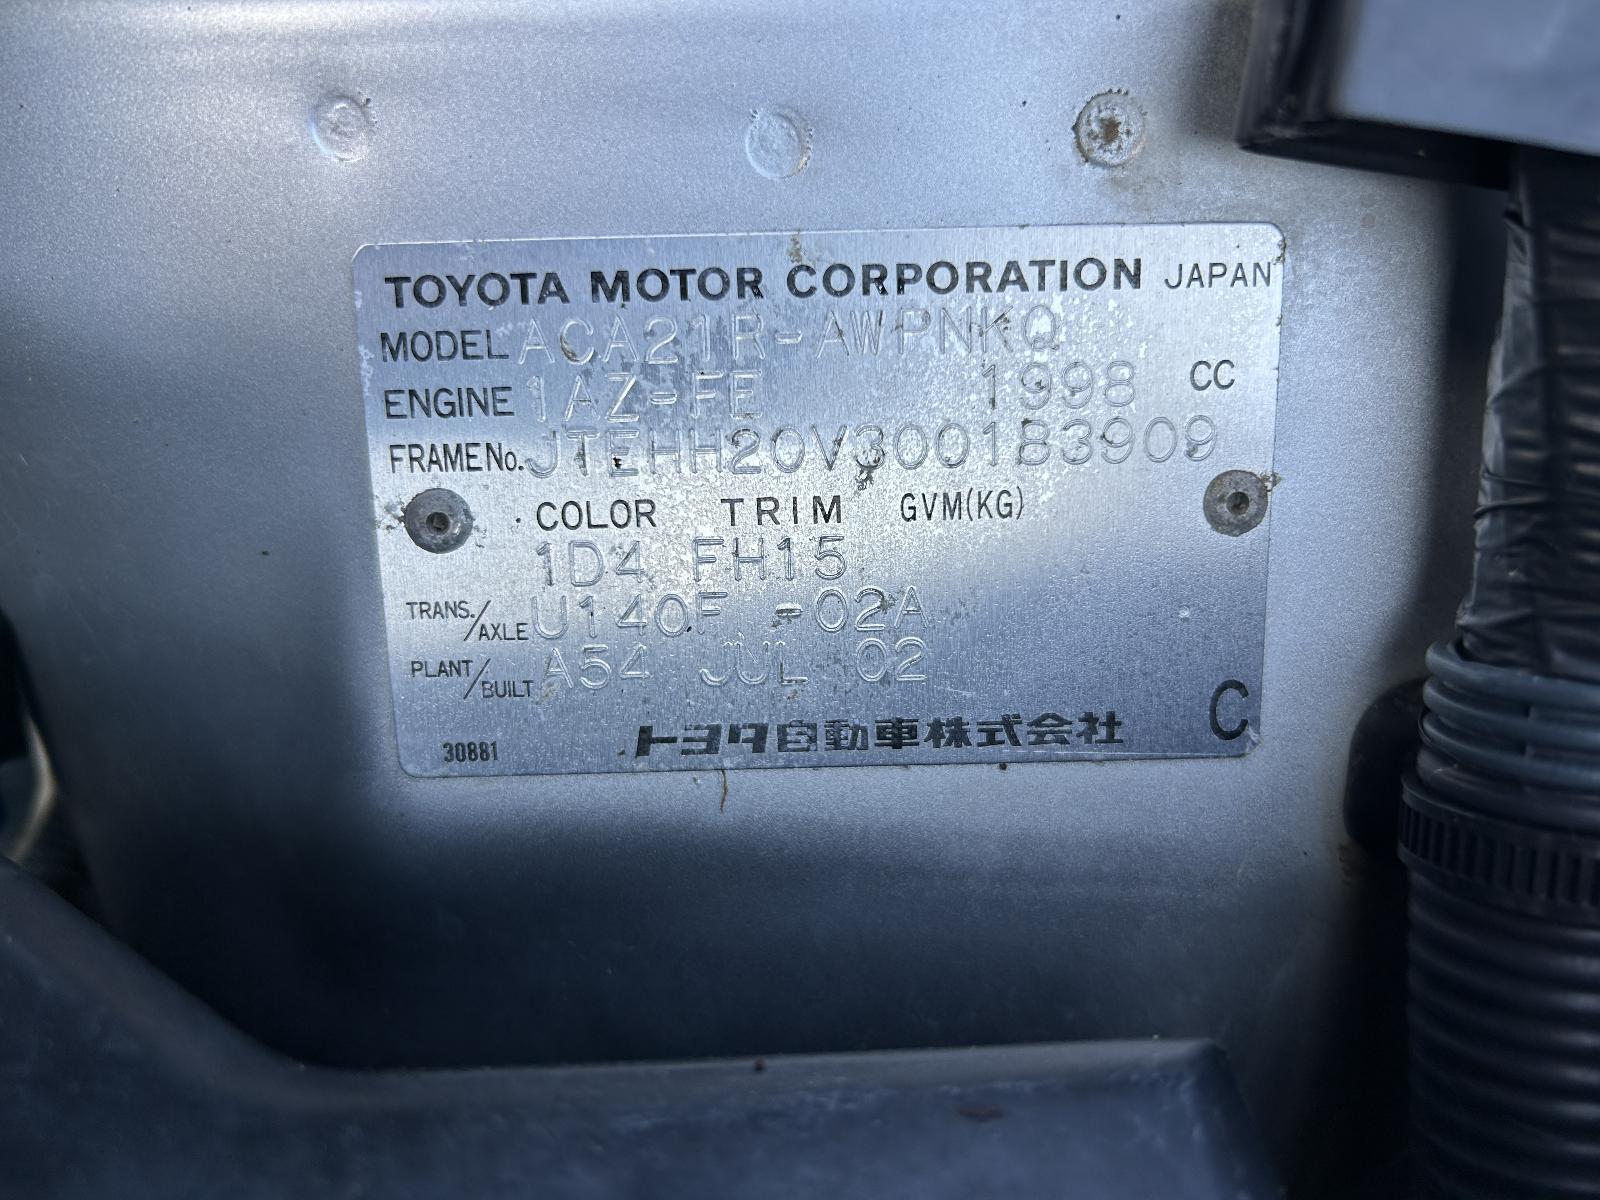 TOYOTA MOTOR CORPORATION JAPAN
MODEL ACA21R-AWPNKQ
ENGINE 1AZ-FE 1998 CC
FRAME No. JTEHH20V300183909
COLOR TRIM GVM(KG)
1D4 FH15
TRANS./AXLE U140F -02A
PLANT/BUILT A54 JUL 02
トヨタ自動車株式会社
30881
C